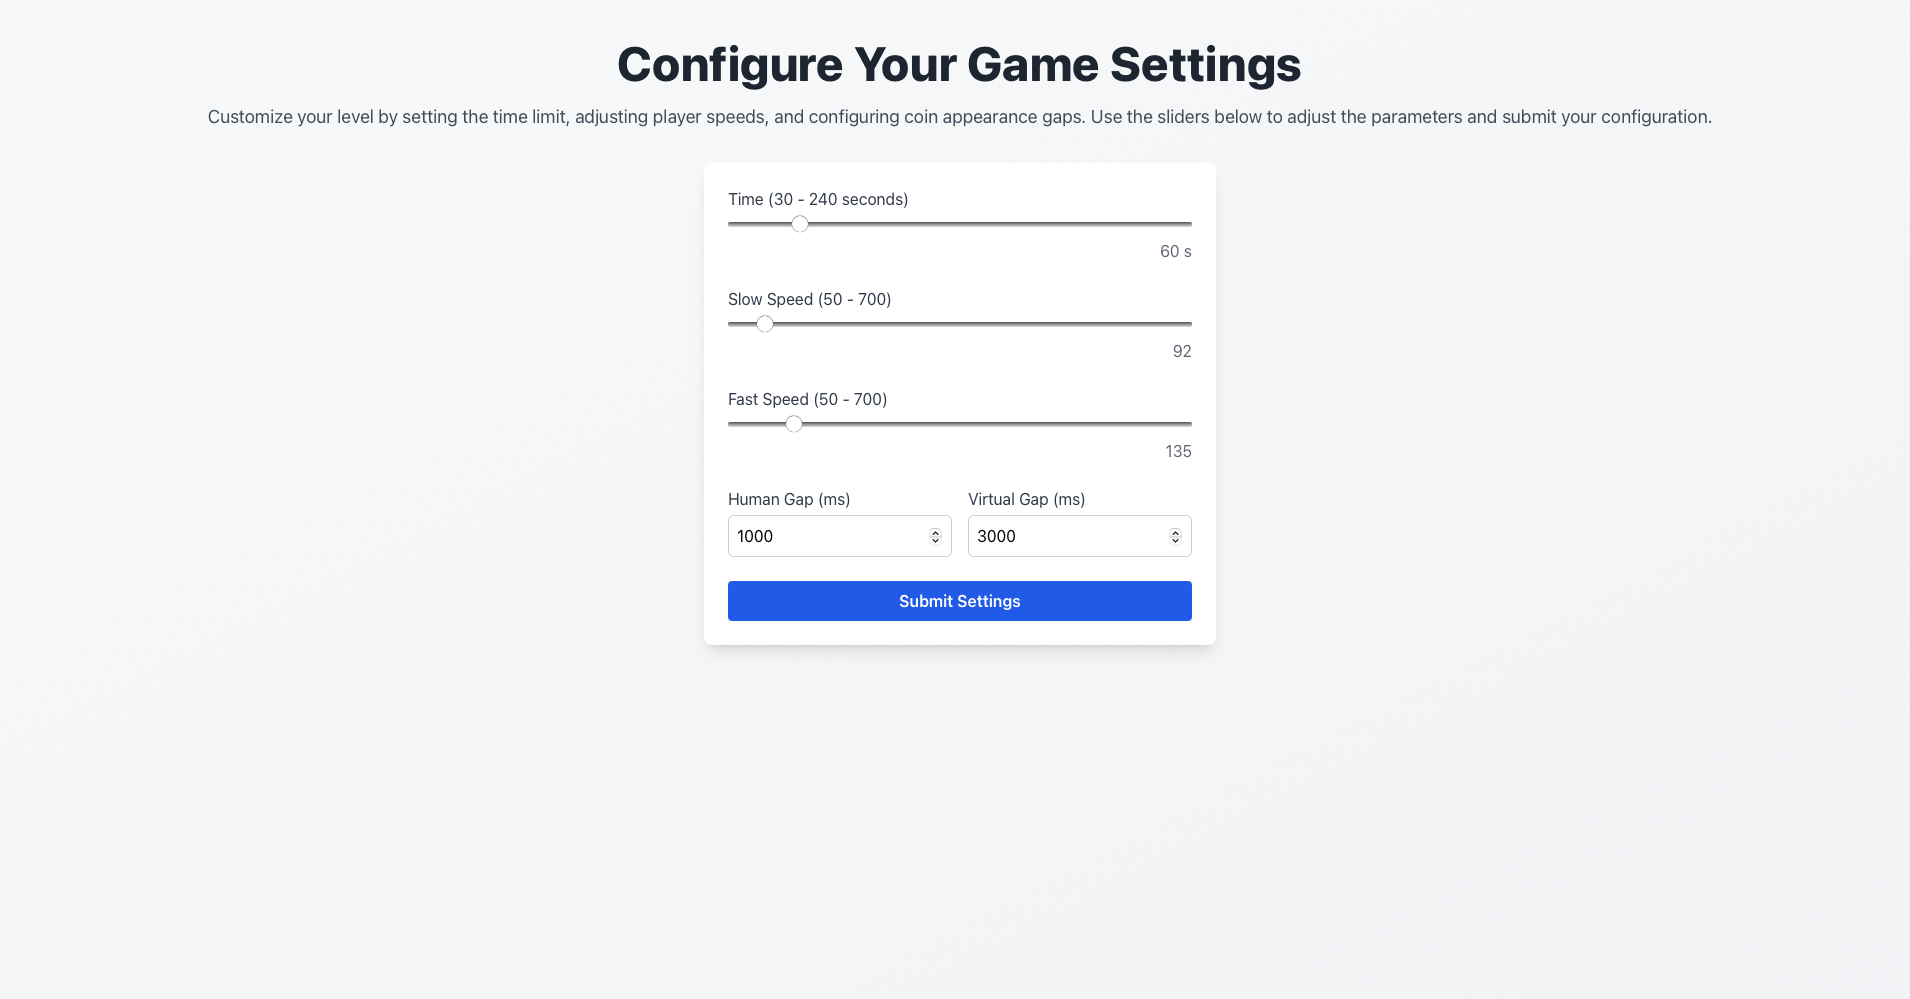 Configure Your Game Settings
Customize your level by setting the time limit, adjusting player speeds, and configuring coin appearance gaps. Use the sliders below to adjust the parameters and submit your configuration.
Time (30 - 240 seconds)
60 s
Slow Speed (50 - 700)
92
Fast Speed (50 - 700)
135
Human Gap (ms)
Virtual Gap (ms)
1000
3000
Submit Settings